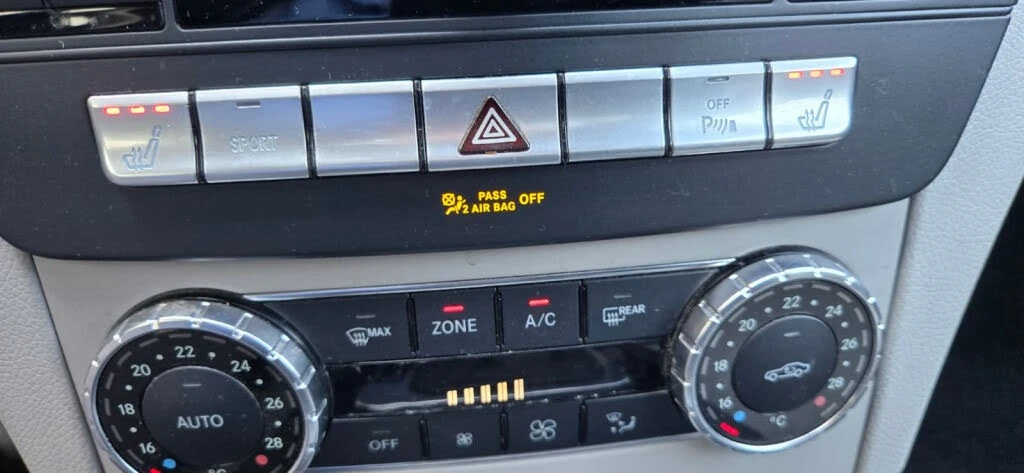 SPORT
OFF
P
PASS
2 AIR BAG OFF
MAX
ZONE
A/C
REAR
22
20 24
18 26
16 28
°C
AUTO
OFF
22
20 24
18 26
16 28
°C